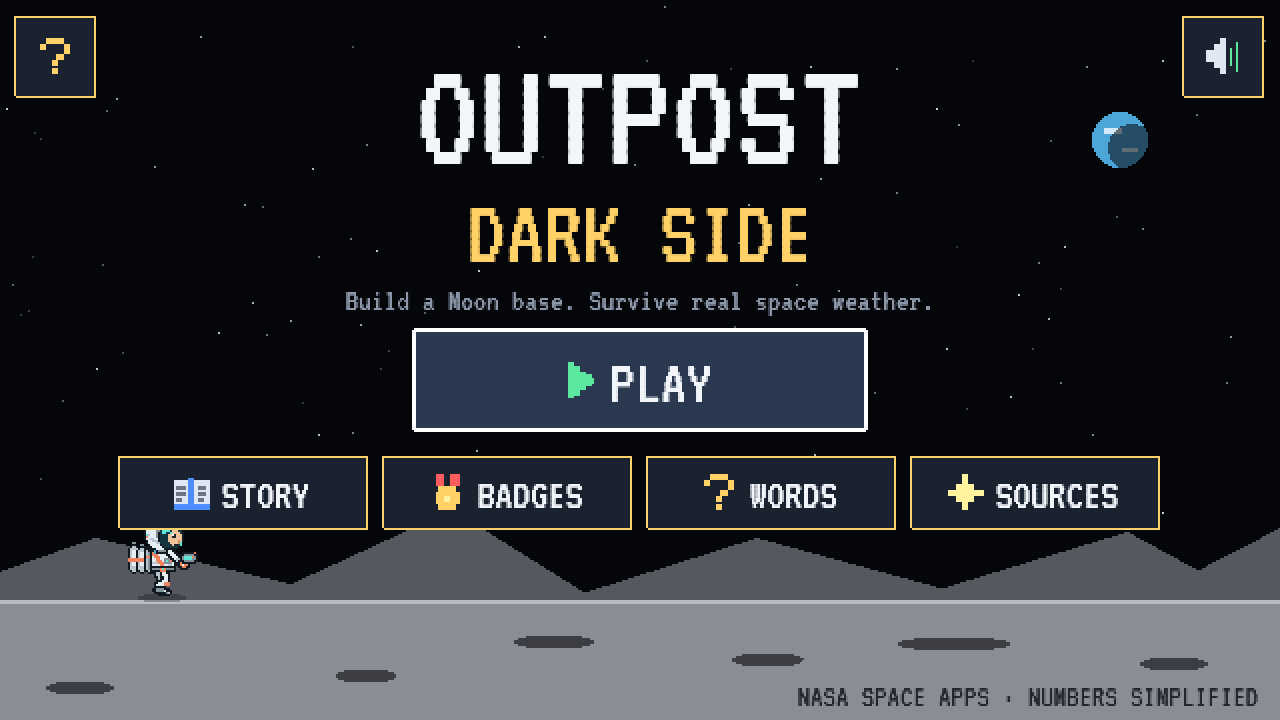 ?
OUTPOST
DARK SIDE
Build a Moon base. Survive real space weather.
PLAY
STORY
BADGES
? WORDS
SOURCES
NASA SPACE APPS · NUMBERS SIMPLIFIED